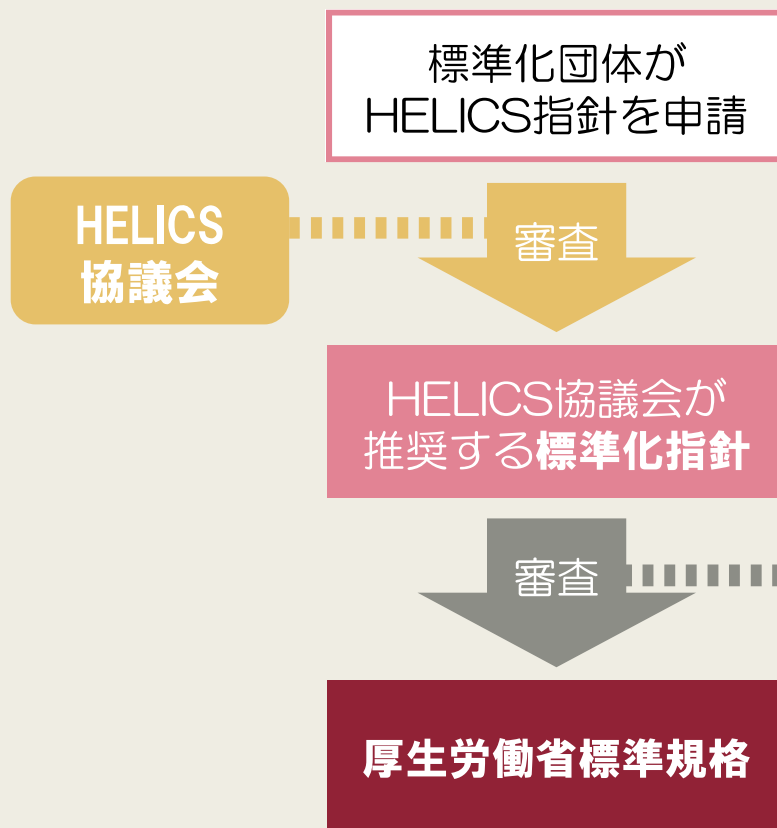 標準化団体が
HELICS指針を申請
HELICS
協議会
審査
HELICS協議会が
推奨する標準化指針
審査
厚生労働省標準規格